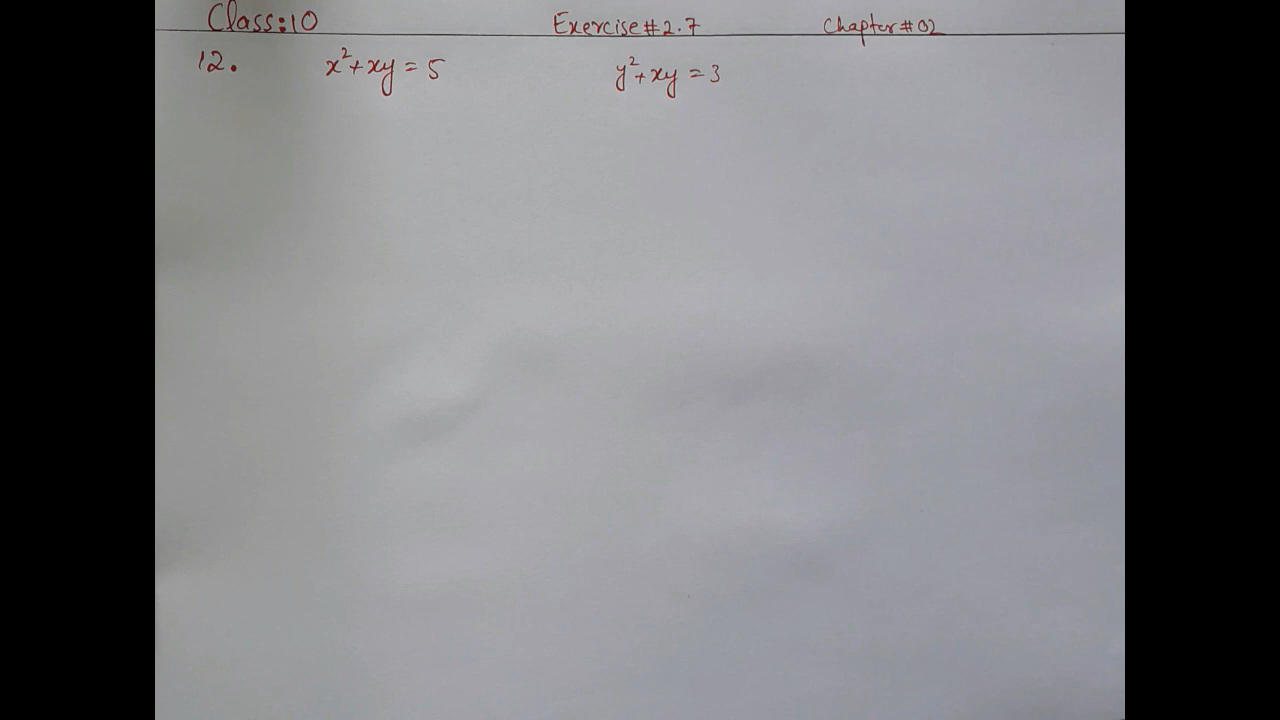 Class:10 Exercise#2.7 Chapter#02
12. x²+xy=5 y²+xy=3